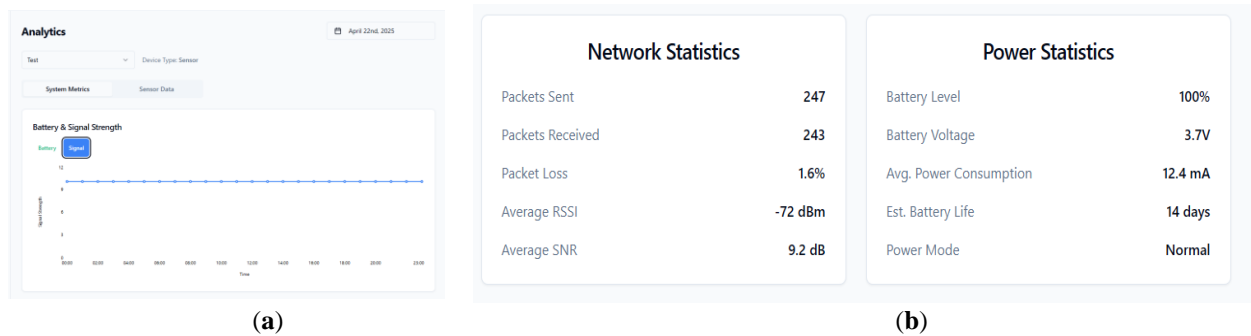 Analytics
April 22nd, 2025
Test
Device Type: Sensor
System Metrics Sensor Data
Battery & Signal Strength
Battery Signal
12
9
6
3
0
Signal Strength
00:00 02:00 04:00 06:00 08:00 10:00 12:00 14:00 16:00 18:00 20:00 23:00
Time
(a)
Network Statistics
Packets Sent 247
Packets Received 243
Packet Loss 1.6%
Average RSSI -72 dBm
Average SNR 9.2 dB
Power Statistics
Battery Level 100%
Battery Voltage 3.7V
Avg. Power Consumption 12.4 mA
Est. Battery Life 14 days
Power Mode Normal
(b)